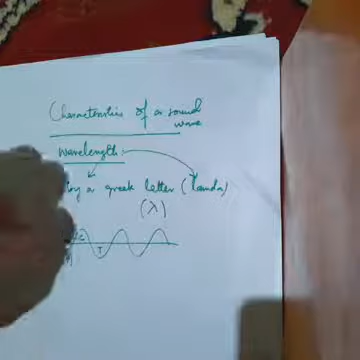 Characteristics of a sound
wave
Wavelength
by a greek letter (lamda)
(λ)
C
T